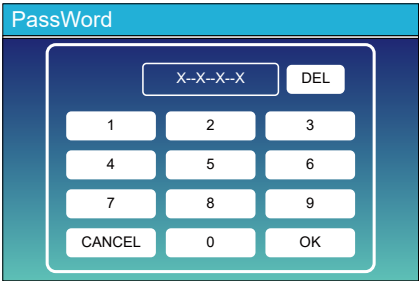 PassWord
X--X--X--X DEL
1 2 3
4 5 6
7 8 9
CANCEL 0 OK